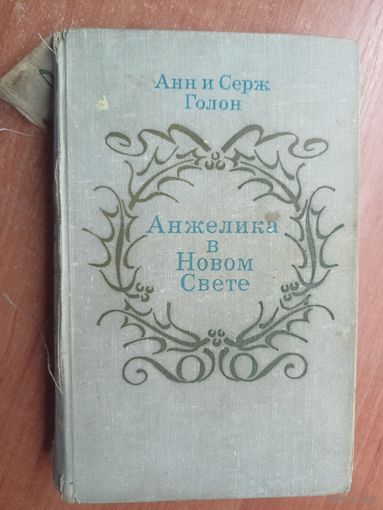 Анн и Серж
Голон
Анжелика
в
Новом
Свете